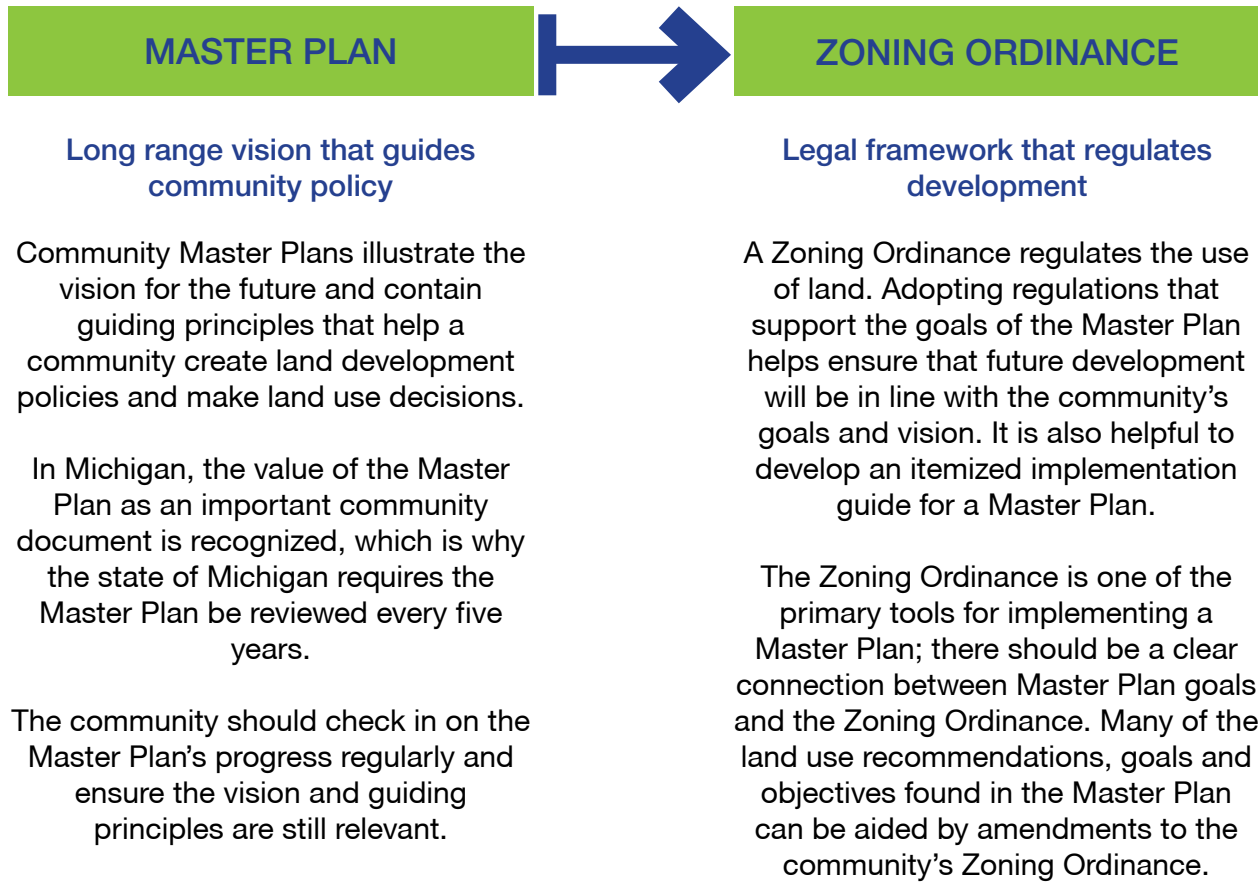 MASTER PLAN
Long range vision that guides
community policy
Community Master Plans illustrate the
vision for the future and contain
guiding principles that help a
community create land development
policies and make land use decisions.
In Michigan, the value of the Master
Plan as an important community
document is recognized, which is why
the state of Michigan requires the
Master Plan be reviewed every five
years.
The community should check in on the
Master Plan’s progress regularly and
ensure the vision and guiding
principles are still relevant.
ZONING ORDINANCE
Legal framework that regulates
development
A Zoning Ordinance regulates the use
of land. Adopting regulations that
support the goals of the Master Plan
helps ensure that future development
will be in line with the community’s
goals and vision. It is also helpful to
develop an itemized implementation
guide for a Master Plan.
The Zoning Ordinance is one of the
primary tools for implementing a
Master Plan; there should be a clear
connection between Master Plan goals
and the Zoning Ordinance. Many of the
land use recommendations, goals and
objectives found in the Master Plan
can be aided by amendments to the
community’s Zoning Ordinance.